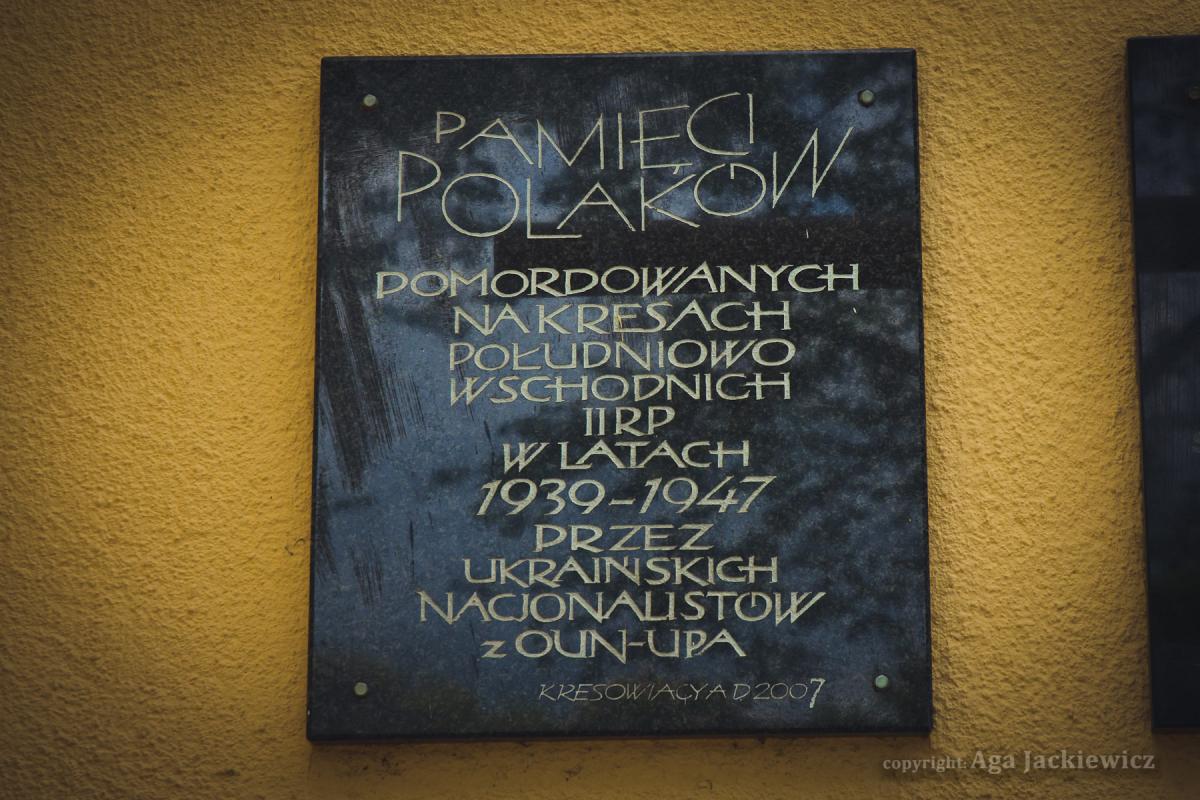 PAMIĘCI
POLAKÓW
POMORDOWANYCH
NA KRESACH
POŁUDNIOWO
WSCHODNICH
II RP
W LATACH
1939-1947
PRZEZ
UKRAIŃSKICH
NACJONALISTÓW
z OUN-UPA
KRESOWIACY A D 2007
copyright: Aga Jackiewicz